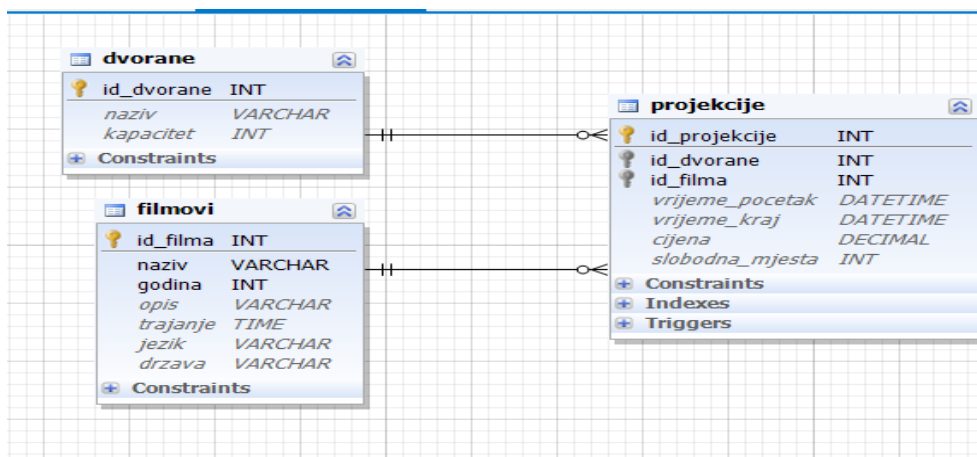 dvorane
id_dvorane INT
naziv VARCHAR
kapacitet INT
Constraints
filmovi
id_filma INT
naziv VARCHAR
godina INT
opis VARCHAR
trajanje TIME
jezik VARCHAR
drzava VARCHAR
Constraints
projekcije
id_projekcije INT
id_dvorane INT
id_filma INT
vrijeme_pocetak DATETIME
vrijeme_kraj DATETIME
cijena DECIMAL
slobodna_mjesta INT
Constraints
Indexes
Triggers